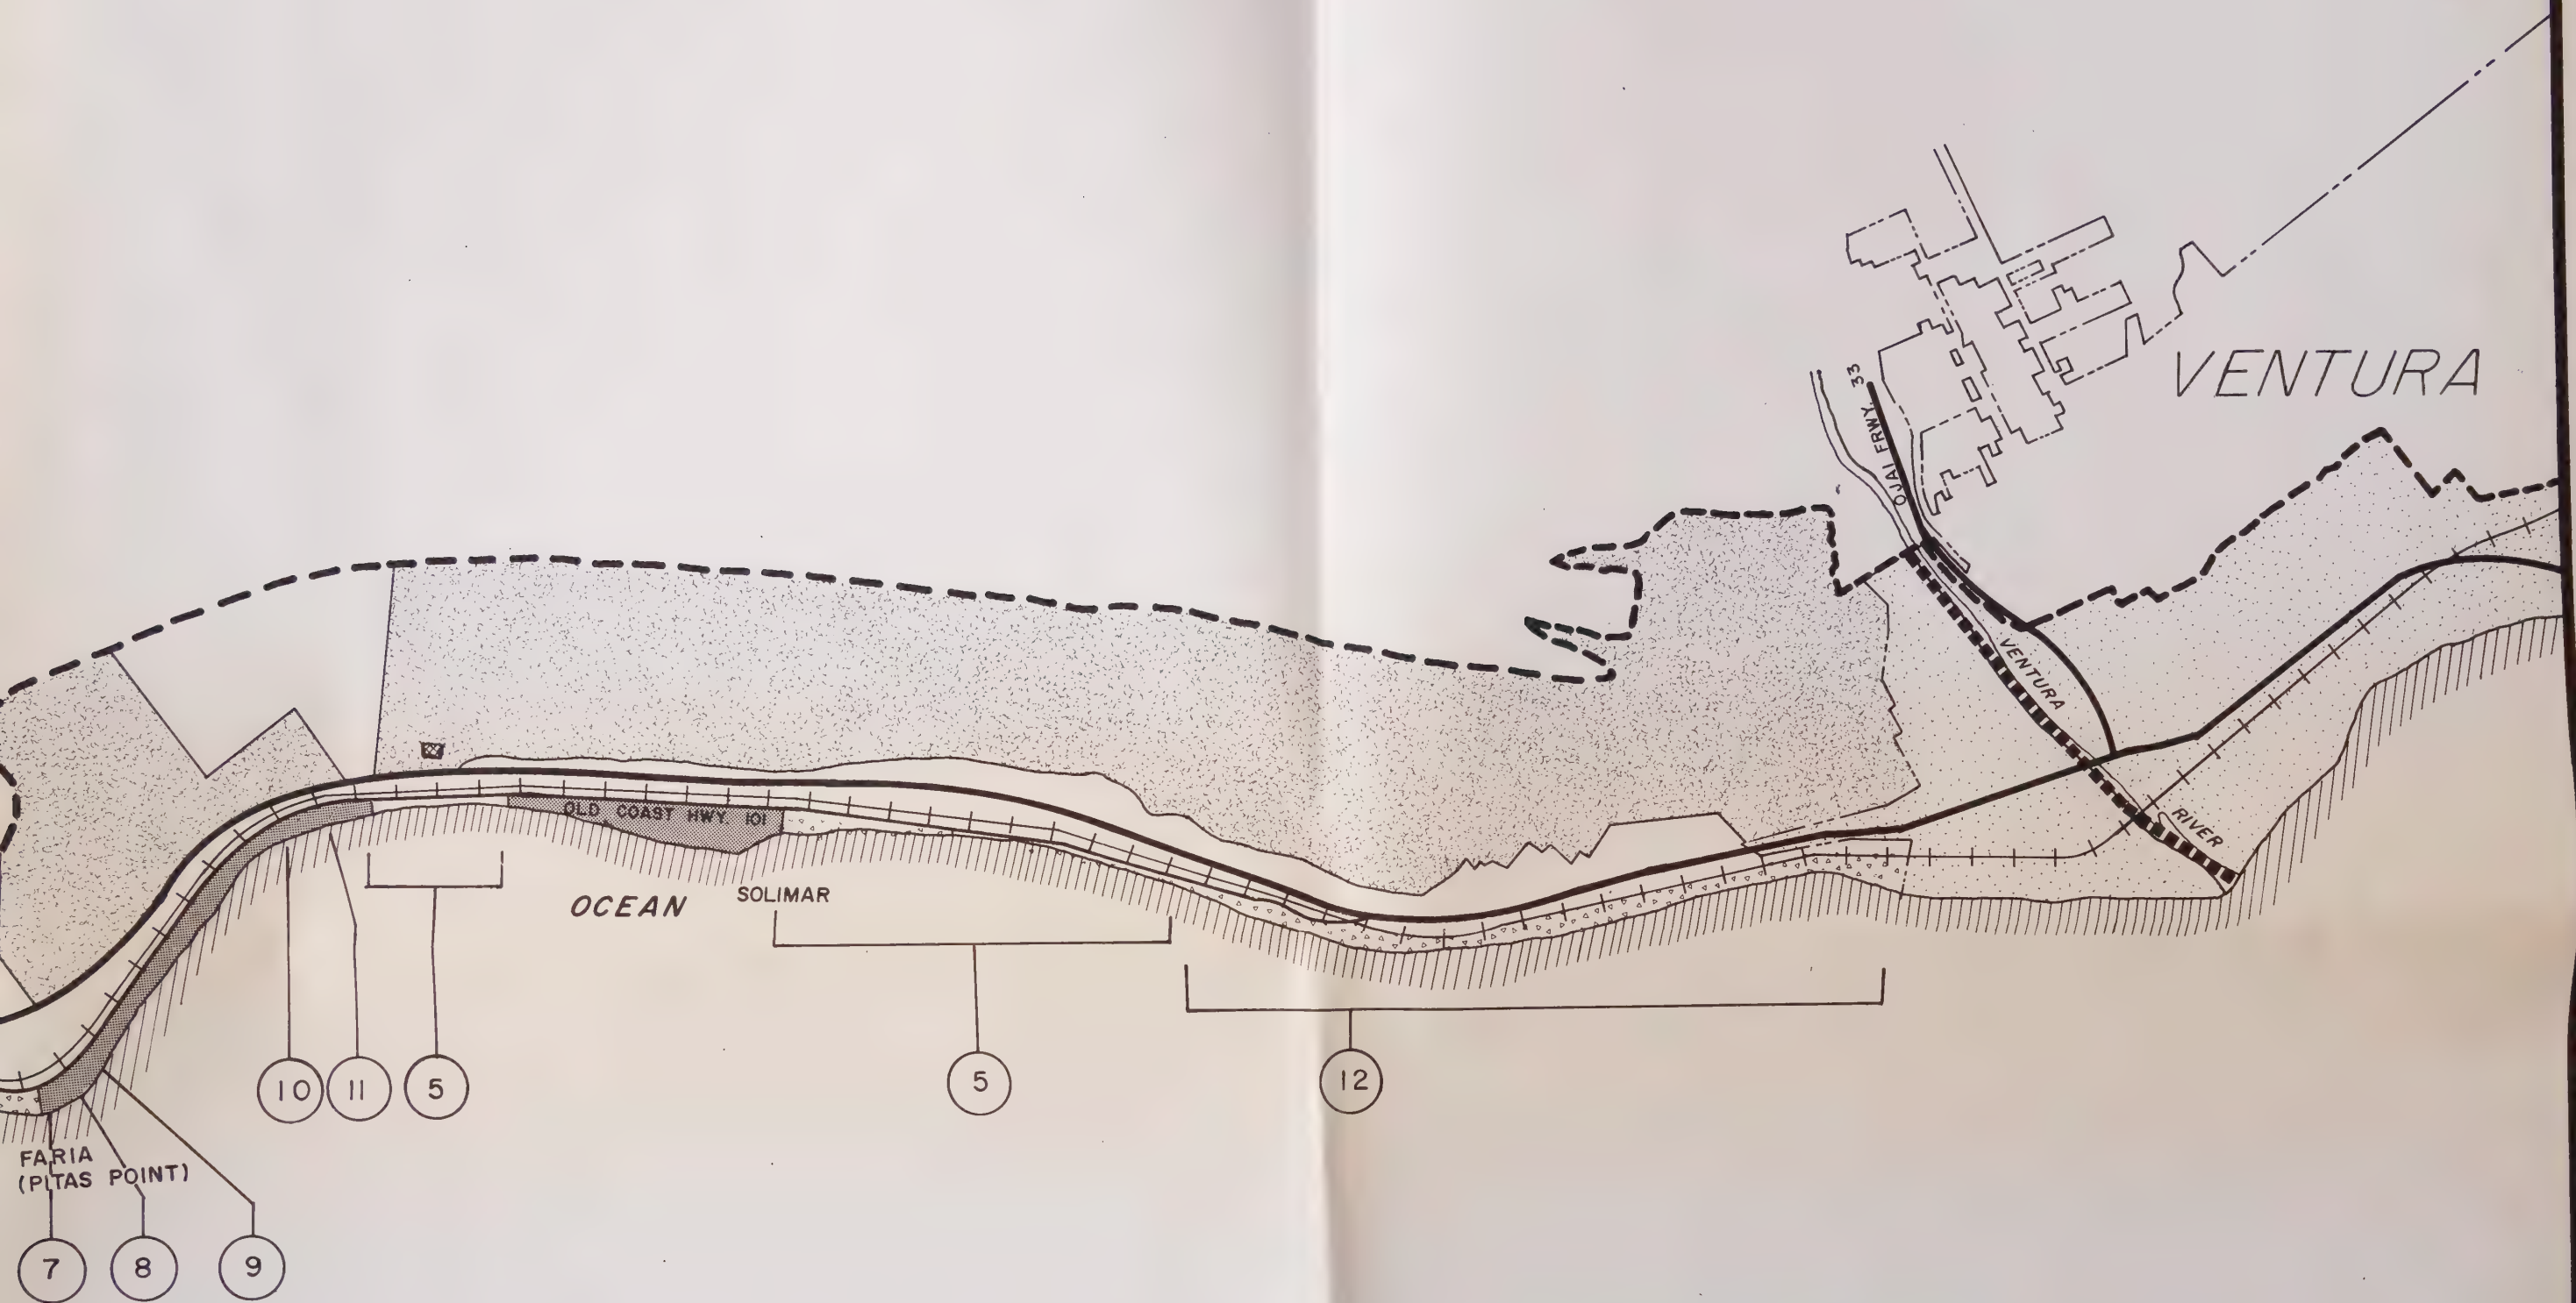 VENTURA
OJAI FRWY. 33
VENTURA
RIVER
OLD COAST HWY. 101
OCEAN
SOLIMAR
10
11
5
5
12
FARIA
(PITAS POINT)
7
8
9